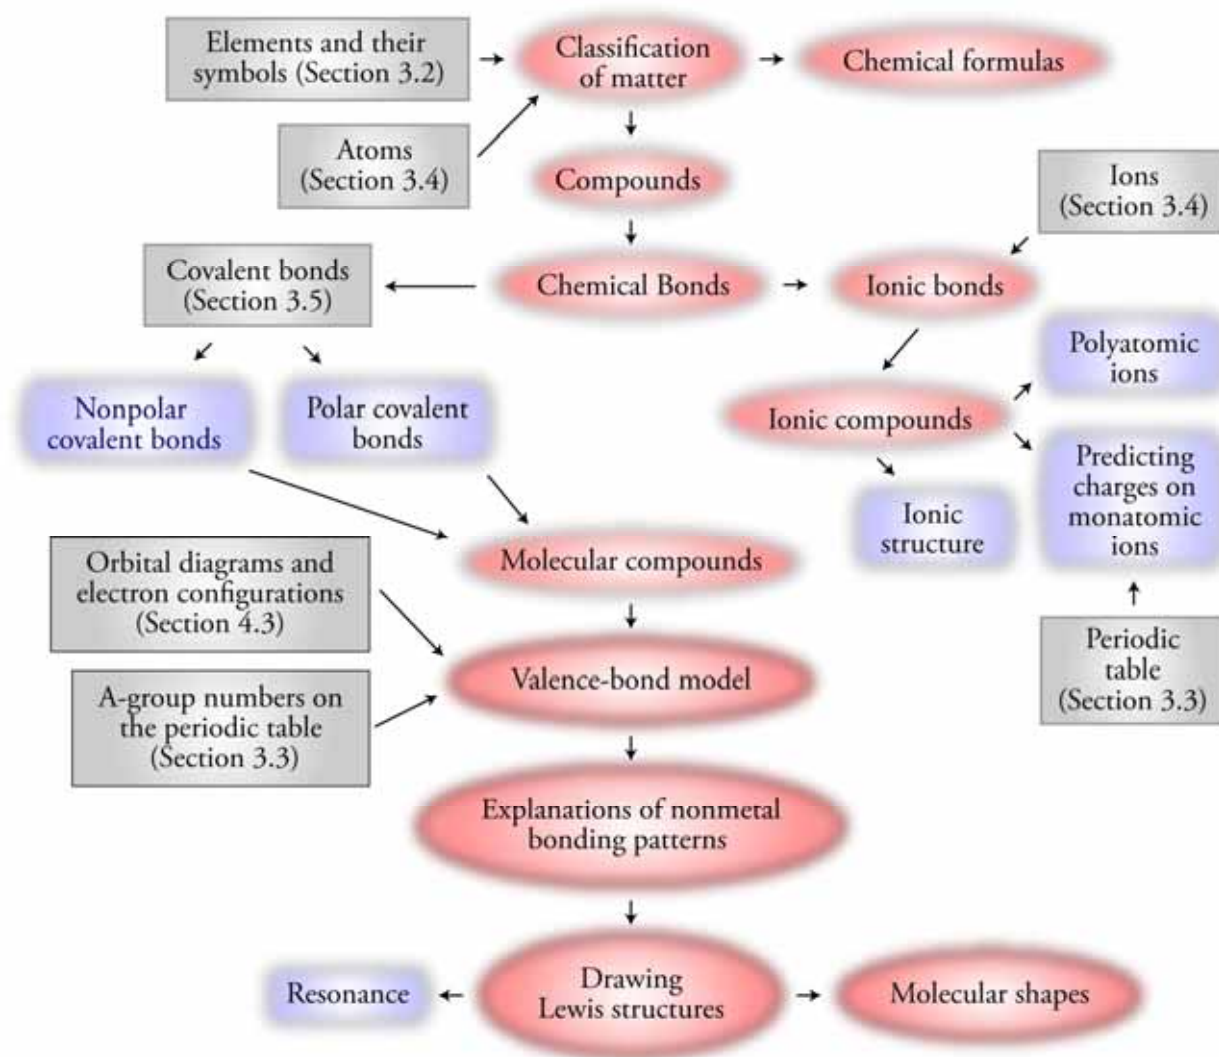 Elements and their
symbols (Section 3.2)
Classification
of matter
Chemical formulas
Atoms
(Section 3.4)
Compounds
Ions
(Section 3.4)
Covalent bonds
(Section 3.5)
Chemical Bonds
Ionic bonds
Nonpolar
covalent bonds
Polar covalent
bonds
Ionic compounds
Polyatomic
ions
Predicting
charges on
monatomic
ions
Ionic
structure
Molecular compounds
Orbital diagrams and
electron configurations
(Section 4.3)
Valence-bond model
A-group numbers on
the periodic table
(Section 3.3)
Periodic
table
(Section 3.3)
Explanations of nonmetal
bonding patterns
Resonance
Drawing
Lewis structures
Molecular shapes